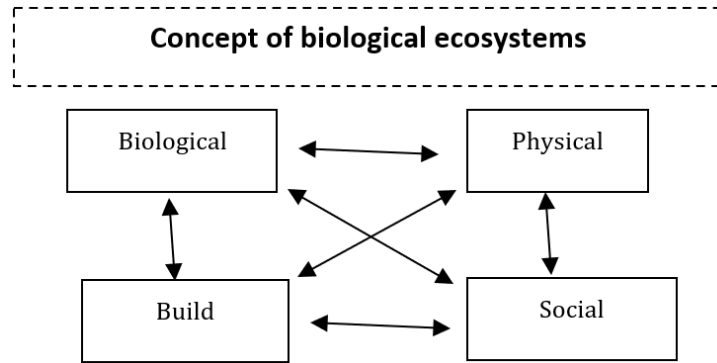 Concept of biological ecosystems
Biological
Physical
Build
Social